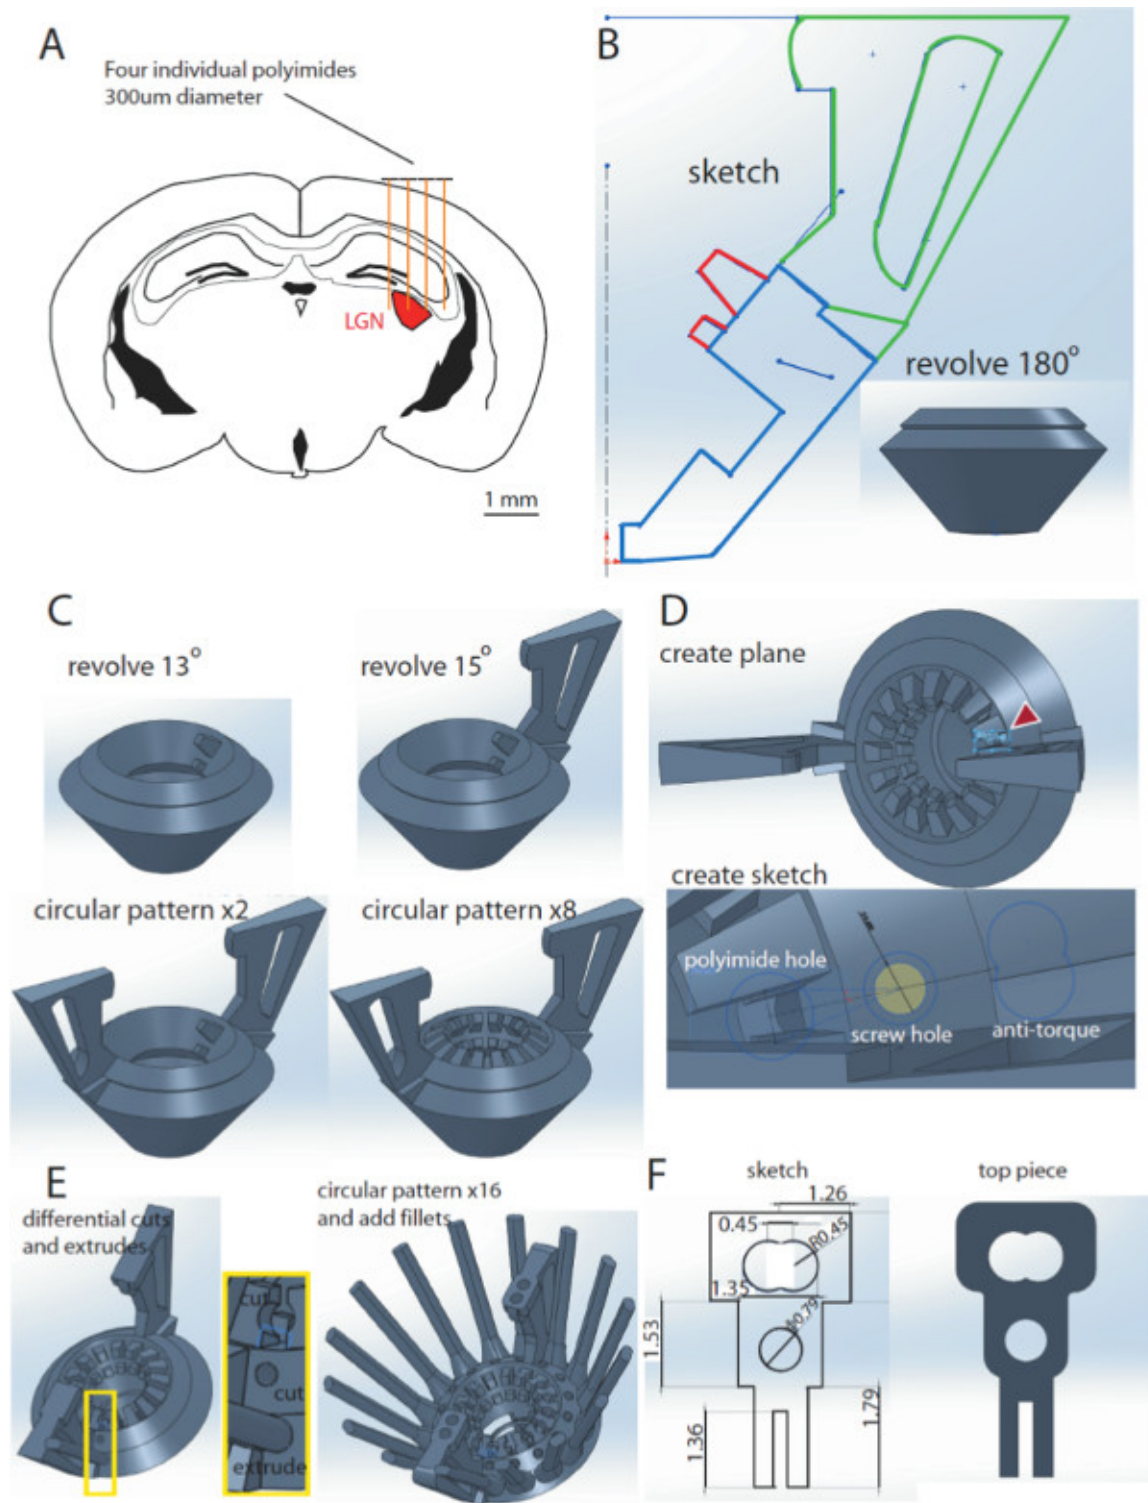 A
Four individual polyimides
300um diameter
LGN
1 mm
B
sketch
revolve 180°
C
revolve 13°
revolve 15°
circular pattern x2
circular pattern x8
D
create plane
create sketch
polyimide hole
screw hole
anti-torque
E
differential cuts
and extrudes
cut
cut
extrude
circular pattern x16
and add fillets
F
sketch
top piece
1.26
0.45
R0.45
1.35
0.79
1.53
1.36
1.79